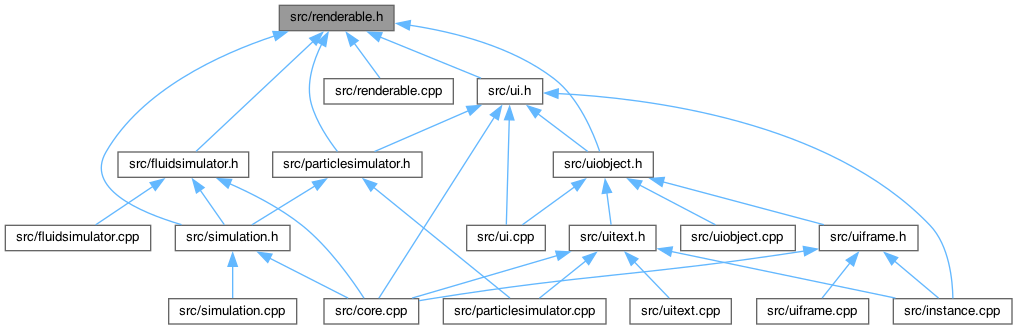 src/renderable.h
src/renderable.cpp
src/ui.h
src/fluidsimulator.h
src/particlesimulator.h
src/uiobject.h
src/fluidsimulator.cpp
src/simulation.h
src/ui.cpp
src/uitext.h
src/uiobject.cpp
src/uiframe.h
src/simulation.cpp
src/core.cpp
src/particlesimulator.cpp
src/uitext.cpp
src/uiframe.cpp
src/instance.cpp